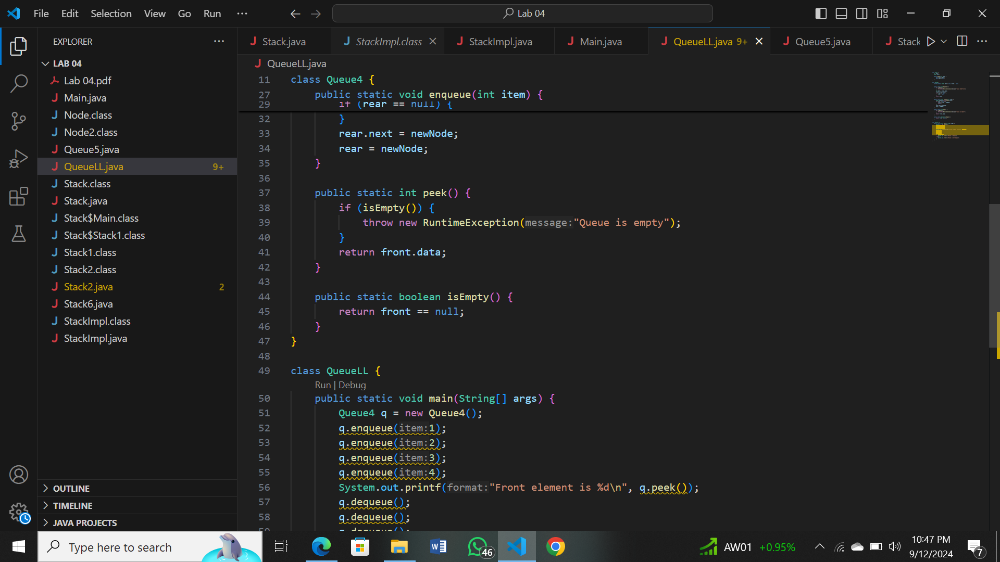 File Edit Selection View Go Run ··· Lab 04
EXPLORER ···
LAB 04
Lab 04.pdf
Main.java
Node.class
Node2.class
Queue5.java
QueueLL.java 9+
Stack.class
Stack.java
Stack$Main.class
Stack$Stack1.class
Stack1.class
Stack2.class
Stack2.java 2
Stack6.java
StackImpl.class
StackImpl.java
OUTLINE
TIMELINE
JAVA PROJECTS
Stack.java StackImpl.class StackImpl.java Main.java QueueLL.java 9+ Queue5.java Stack
QueueLL.java
11 class Queue4 {
27 public static void enqueue(int item) {
29 if (rear == null) {
32 }
33 rear.next = newNode;
34 rear = newNode;
35 }
36
37 public static int peek() {
38 if (isEmpty()) {
39 throw new RuntimeException(message:"Queue is empty");
40 }
41 return front.data;
42 }
43
44 public static boolean isEmpty() {
45 return front == null;
46 }
47 }
48
49 class QueueLL {
Run | Debug
50 public static void main(String[] args) {
51 Queue4 q = new Queue4();
52 q.enqueue(item:1);
53 q.enqueue(item:2);
54 q.enqueue(item:3);
55 q.enqueue(item:4);
56 System.out.printf(format:"Front element is %d\n", q.peek());
57 q.dequeue();
58 q.dequeue();
Type here to search
46
AW01 +0.95%
10:47 PM
9/12/2024
7